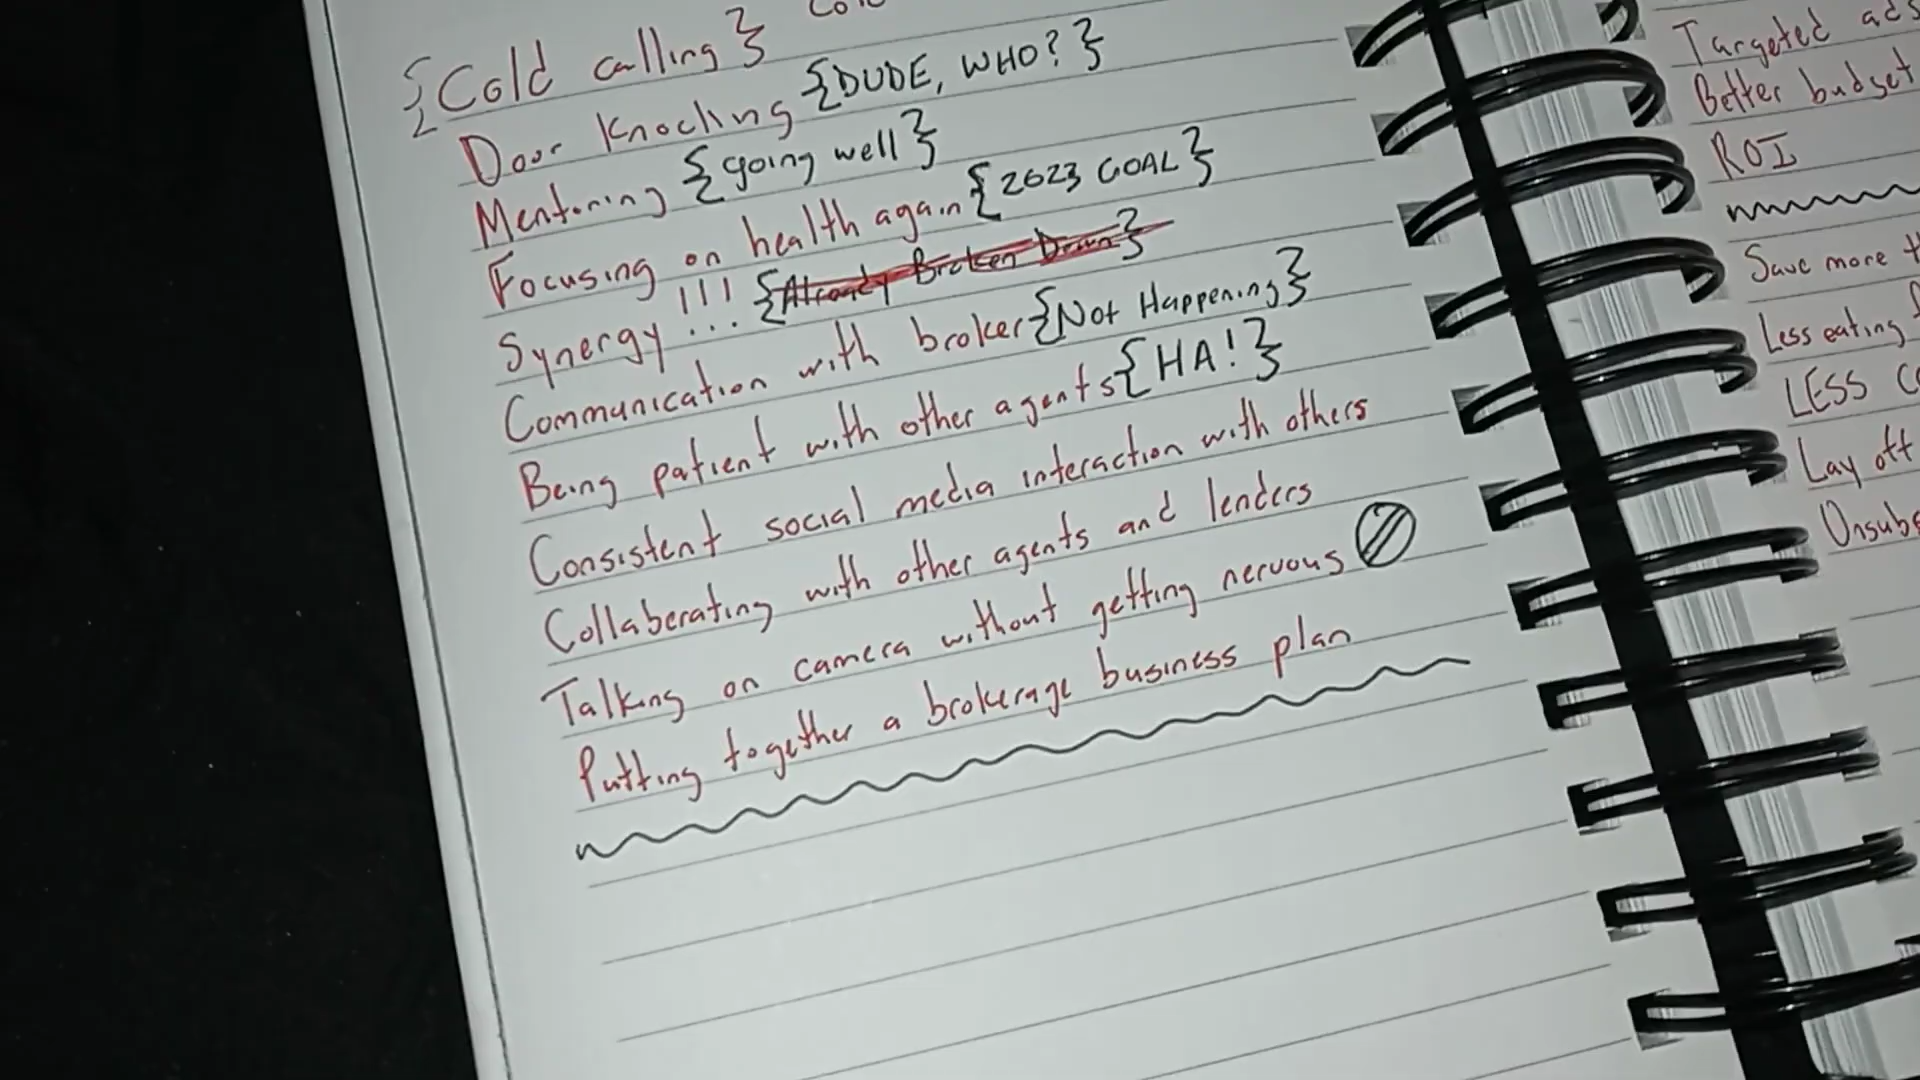 {Cold calling}
Door Knocking {DUDE, WHO?}
Mentoring {going well}
Focusing on health again {2023 GOAL}
Synergy!!! {Already Broken Down}
Communication with broker {Not Happening}
Being patient with other agents {HA!}
Consistent social media interaction with others
Collaberating with other agents and lenders
Talking on camera without getting nervous
Putting together a brokerage business plan
Targeted ads
Better budget
ROI
Save more
Less eating
LESS
Lay off